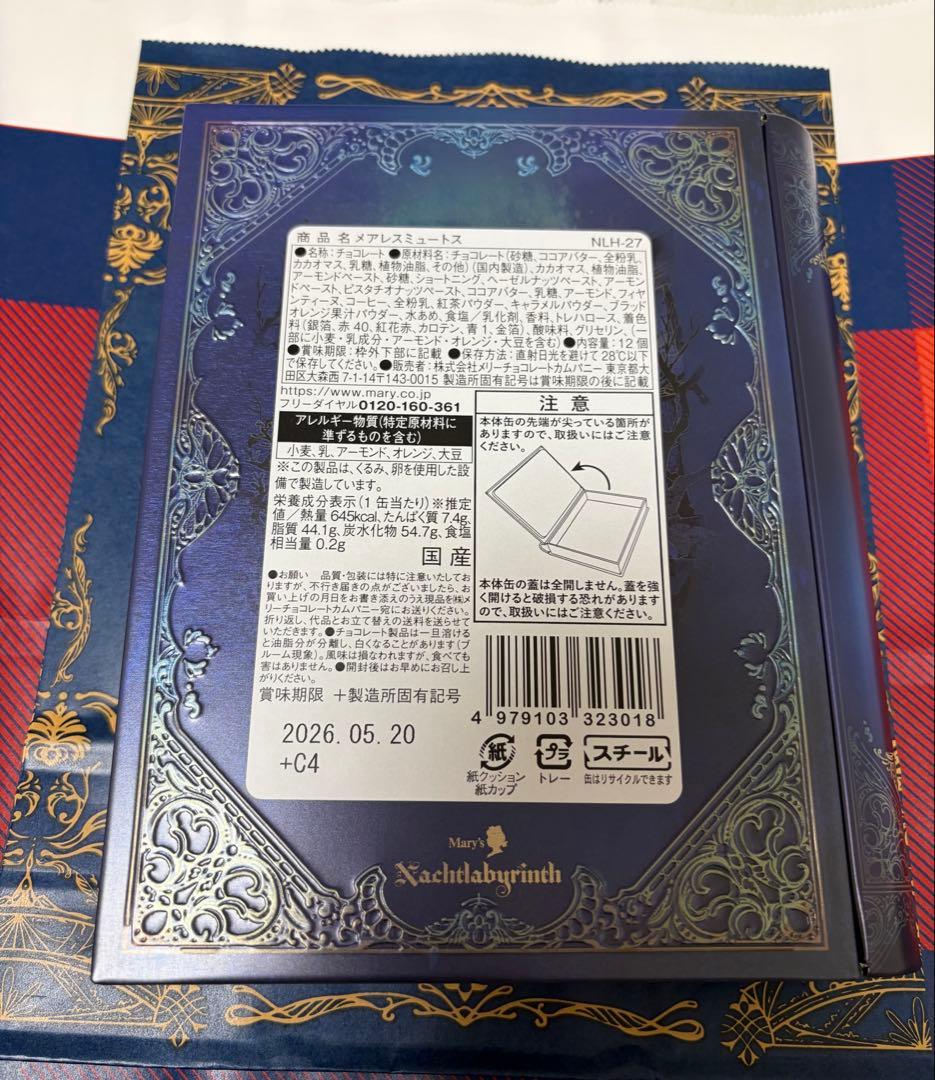 商品名 メアレスミュートス NLH-27
●名称：チョコレート ●原材料名：チョコレート(砂糖、ココアバター、全粉乳、
カカオマス、乳糖、植物油脂、その他)(国内製造)、カカオマス、植物油脂、
アーモンドペースト、砂糖、ショートニング、ヘーゼルナッツペースト、アーモン
ドペースト、ピスタチオナッツペースト、ココアバター、乳糖、アーモンド、フィヤ
ンティーヌ、コーヒー、全粉乳、紅茶パウダー、キャラメルパウダー、ブラッド
オレンジ果汁パウダー、水あめ、食塩／乳化剤、香料、トレハロース、着色
料(銀箔、赤40、紅花赤、カロテン、青1、金箔)、酸味料、グリセリン、(一
部に小麦・乳成分・アーモンド・オレンジ・大豆を含む) ●内容量：12個
●賞味期限：枠外下部に記載 ●保存方法：直射日光を避けて28℃以下
で保存してください。●販売者：株式会社メリーチョコレートカムパニー 東京都大
田区大森西7-1-14〒143-0015 製造所固有記号は賞味期限の後に記載
https://www.mary.co.jp
フリーダイヤル0120-160-361
アレルギー物質(特定原材料に
準ずるものを含む)
小麦、乳、アーモンド、オレンジ、大豆
※この製品は、くるみ、卵を使用した設
備で製造しています。
栄養成分表示(1缶当たり)※推定
値／熱量 645kcal、たんぱく質 7.4g、
脂質 44.1g、炭水化物 54.7g、食塩
相当量 0.2g
国産
注意
本体缶の先端が尖っている箇所が
ありますので、取扱いにはご注意
ください。
本体缶の蓋は全開しません。蓋を強
く開けると破損する恐れがあります
ので、取扱いにはご注意ください。
●お願い 品質・包装には特に注意いたしてお
りますが、不行き届きの点がございましたら、お
買い上げの月日をお書き添えのうえ現品を㈱メ
リーチョコレートカムパニー宛にお送りください。
折り返し、代品とお立て替えの送料を送らせて
いただきます。●チョコレート製品は一旦溶ける
と油脂分が分離し、白くなることがあります(ブ
ルーム現象)。風味は損なわれますが、食べても
害はありません。●開封後はお早めにお召し上
がりください。
賞味期限 ＋製造所固有記号
2026.05.20
+C4
4 979103 323018
紙
紙クッション
紙カップ
プラ
トレー
スチール
缶はリサイクルできます
Mary's
Nachtlabyrinth